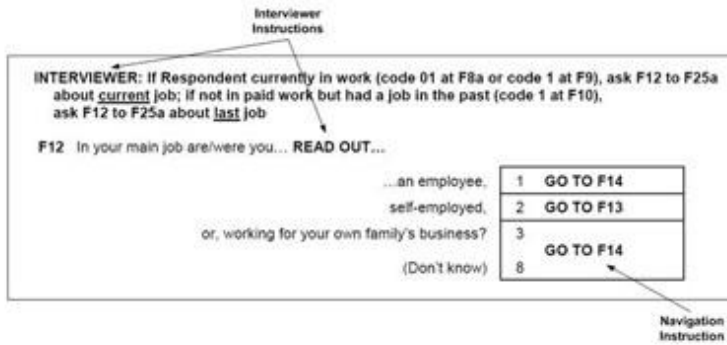 Interviewer
Instructions
INTERVIEWER: If Respondent currently in work (code 01 at F8a or code 1 at F9), ask F12 to F25a
about current job; if not in paid work but had a job in the past (code 1 at F10),
ask F12 to F25a about last job
F12 In your main job are/were you... READ OUT...
...an employee, 1 GO TO F14
self-employed, 2 GO TO F13
or, working for your own family's business? 3
GO TO F14
(Don't know) 8
Navigation
Instruction